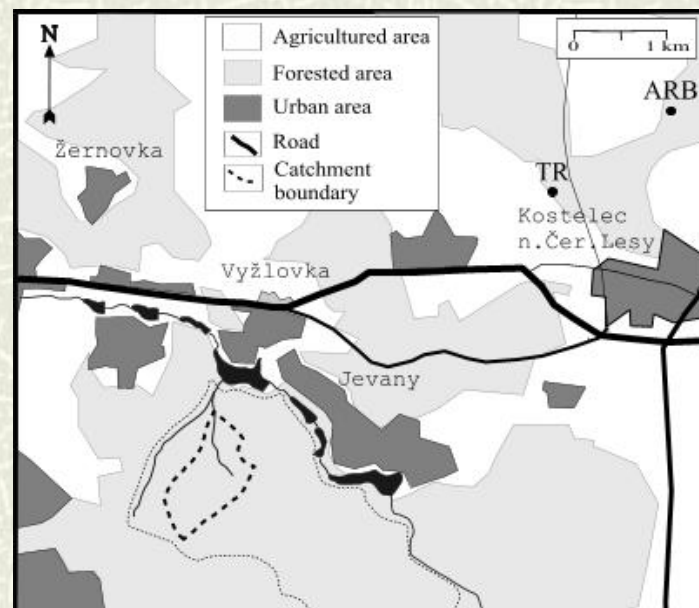 N
Agricultured area
Forested area
Urban area
Road
Catchment
boundary
0 1 km
ARB
Žernovka
TR
Kostelec
n.Čer.Lesy
Vyžlovka
Jevany